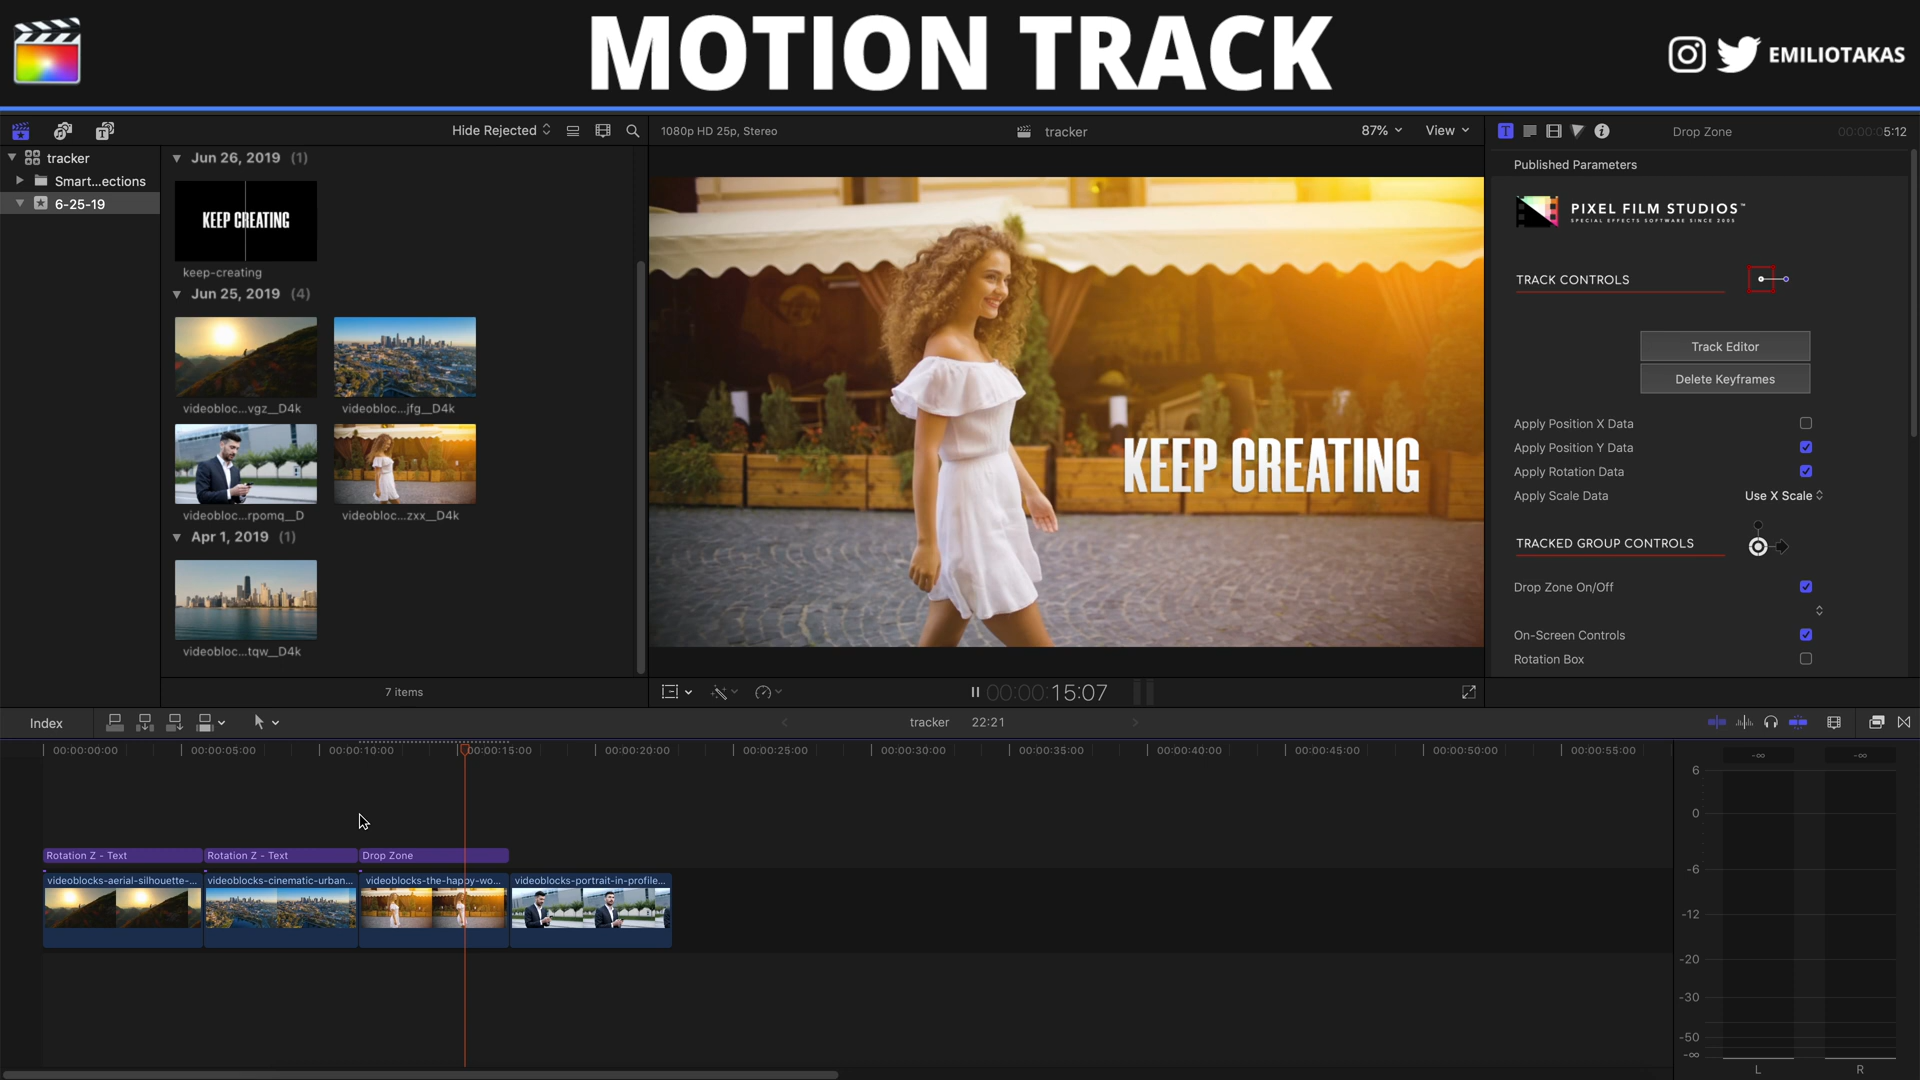 MOTION TRACK
EMILIOTAKAS
Hide Rejected
1080p HD 25p, Stereo
tracker
87%
View
Drop Zone
00:00:05:12
tracker
Smart...ections
6-25-19
Jun 26, 2019 (1)
KEEP CREATING
keep-creating
Jun 25, 2019 (4)
videobloc...vgz__D4k
videobloc...jfg__D4k
videobloc...rpomq__D
videobloc...zxx__D4k
Apr 1, 2019 (1)
videobloc...tqw__D4k
7 items
KEEP CREATING
00:00:15:07
Published Parameters
PIXEL FILM STUDIOS™
SPECIAL EFFECTS SOFTWARE SINCE 2005
TRACK CONTROLS
Track Editor
Delete Keyframes
Apply Position X Data
Apply Position Y Data
Apply Rotation Data
Apply Scale Data
Use X Scale
TRACKED GROUP CONTROLS
Drop Zone On/Off
On-Screen Controls
Rotation Box
Index
tracker 22:21
00:00:00:00
00:00:05:00
00:00:10:00
00:00:15:00
00:00:20:00
00:00:25:00
00:00:30:00
00:00:35:00
00:00:40:00
00:00:45:00
00:00:50:00
00:00:55:00
Rotation Z - Text
Rotation Z - Text
Drop Zone
videoblocks-aerial-silhouette-...
videoblocks-cinematic-urban...
videoblocks-the-happy-wo...
videoblocks-portrait-in-profile...
-∞
-∞
6
0
-6
-12
-20
-30
-50
-∞
L
R